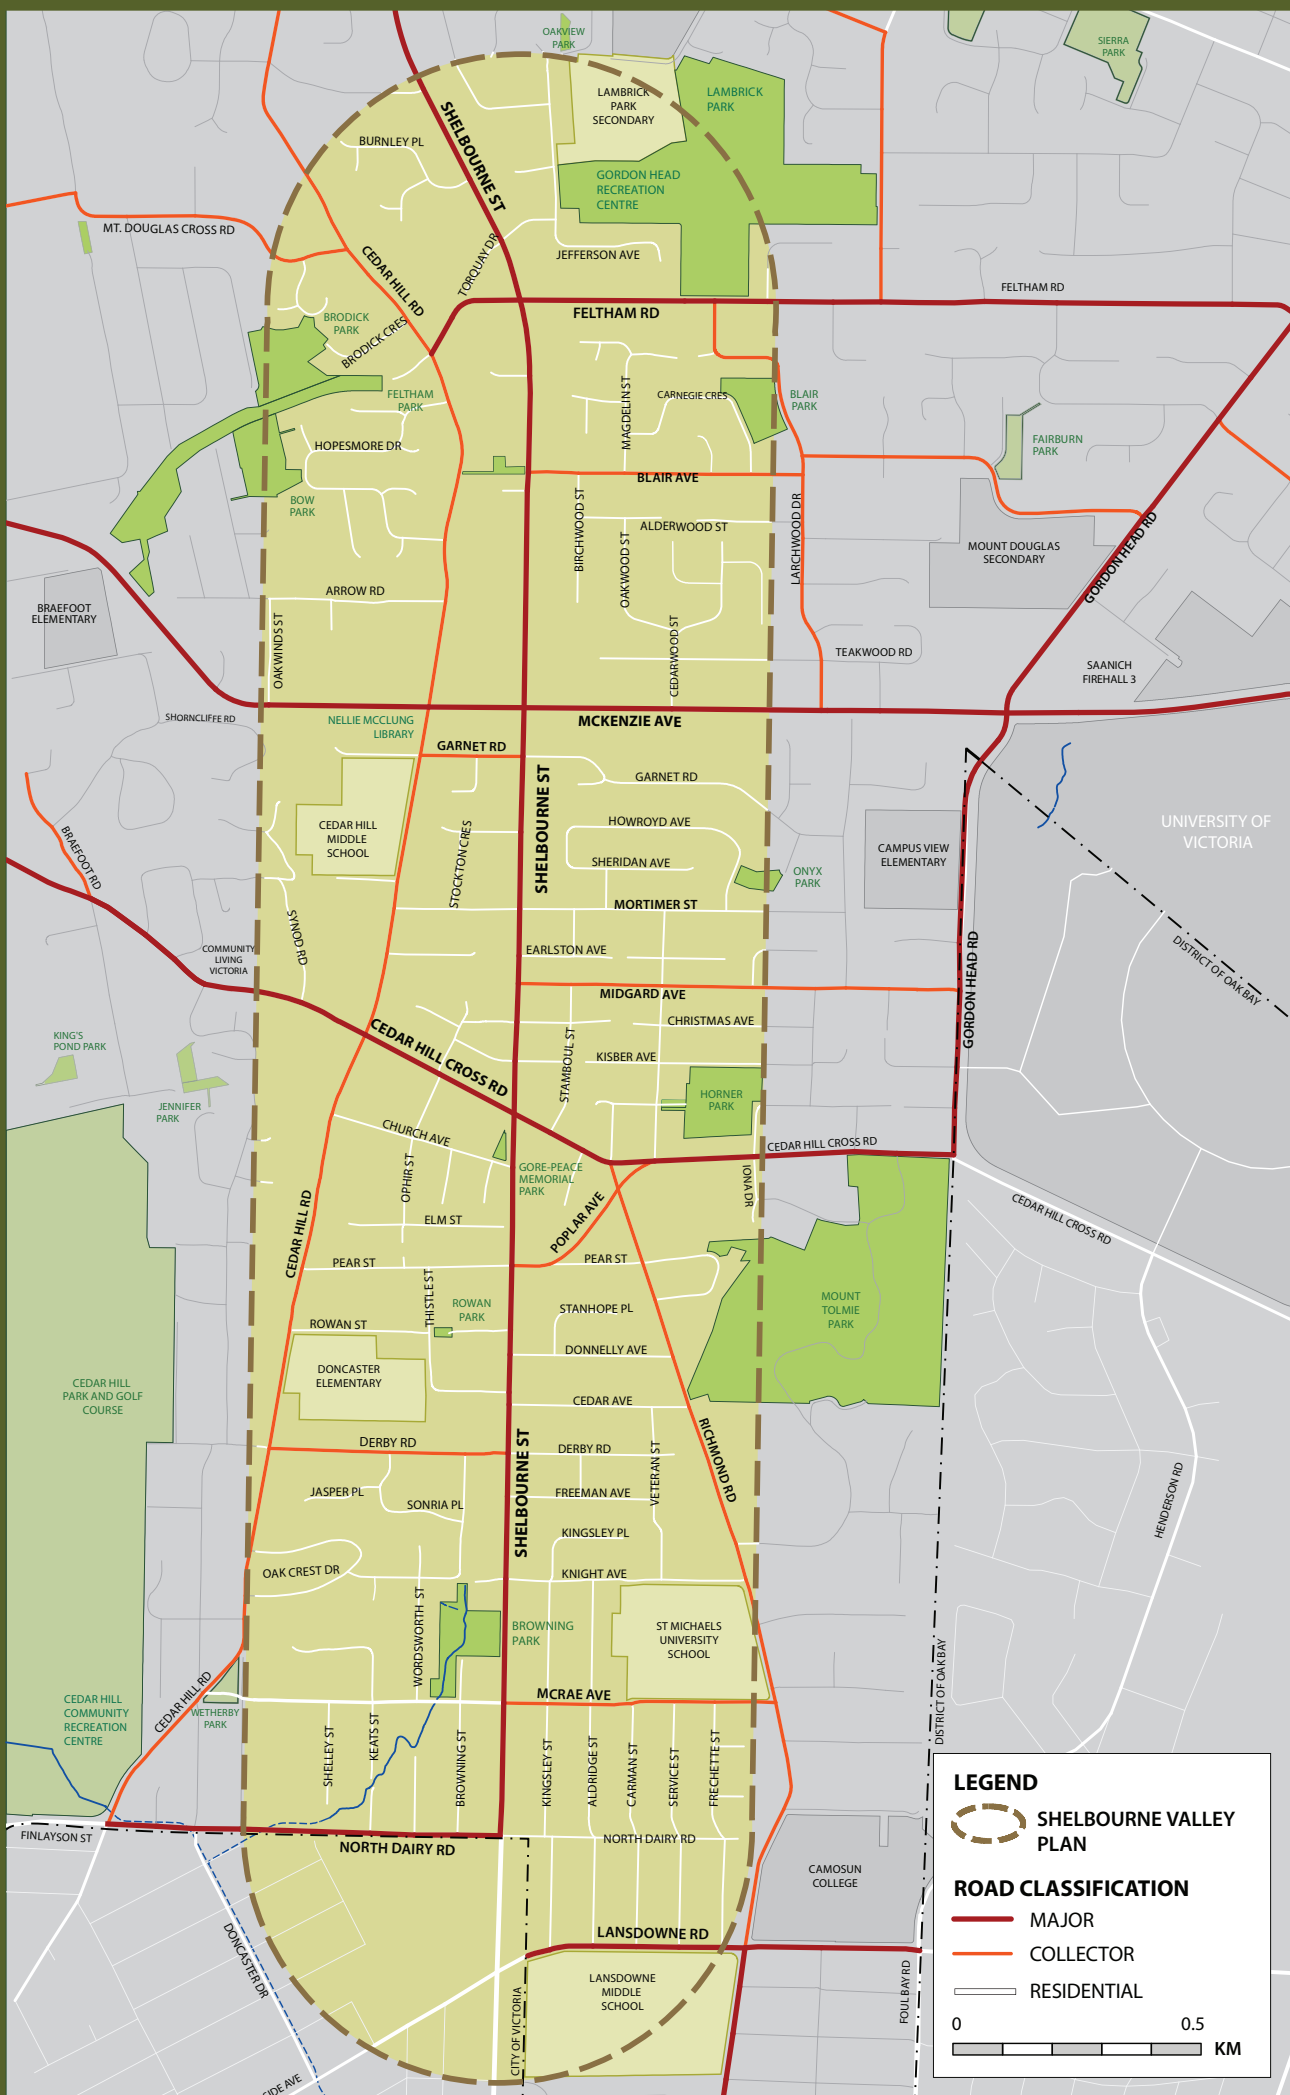 OAKVIEW
PARK
SIERRA
PARK
LAMBRICK
PARK
SECONDARY
LAMBRICK
PARK
SHELBOURNE ST
BURNLEY PL
GORDON HEAD
RECREATION
CENTRE
MT. DOUGLAS CROSS RD
CEDAR HILL RD
TORQUAY DR
JEFFERSON AVE
FELTHAM RD
FELTHAM RD
BRODICK
PARK
BRODICK CRES
FELTHAM
PARK
MAGDELIN ST
CARNEGIE CRES
BLAIR
PARK
HOPESMORE DR
FAIRBURN
PARK
BLAIR AVE
BOW
PARK
BIRCHWOOD ST
ALDERWOOD ST
OAKWOOD ST
LARCHWOOD DR
MOUNT DOUGLAS
SECONDARY
GORDON HEAD RD
BRAEFOOT
ELEMENTARY
ARROW RD
OAKWINDS ST
CEDARWOOD ST
TEAKWOOD RD
SAANICH
FIREHALL 3
SHORNCLIFFE RD
NELLIE MCCLUNG
LIBRARY
MCKENZIE AVE
GARNET RD
GARNET RD
SHELBOURNE ST
CEDAR HILL
MIDDLE
SCHOOL
STOCKTON CRES
HOWROYD AVE
SHERIDAN AVE
ONYX
PARK
CAMPUS VIEW
ELEMENTARY
UNIVERSITY OF
VICTORIA
BRAEFOOT RD
MORTIMER ST
SYNOD RD
COMMUNITY
LIVING
VICTORIA
EARLSTON AVE
DISTRICT OF OAK BAY
GORDON HEAD RD
MIDGARD AVE
CHRISTMAS AVE
KING'S
POND PARK
CEDAR HILL CROSS RD
STAMBOUL ST
KISBER AVE
JENNIFER
PARK
HORNER
PARK
CHURCH AVE
CEDAR HILL CROSS RD
OPHIR ST
GORE-PEACE
MEMORIAL
PARK
IONA DR
CEDAR HILL CROSS RD
CEDAR HILL RD
ELM ST
POPLAR AVE
PEAR ST
PEAR ST
THISTLE ST
ROWAN
PARK
STANHOPE PL
MOUNT
TOLMIE
PARK
ROWAN ST
DONNELLY AVE
DONCASTER
ELEMENTARY
CEDAR HILL
PARK AND GOLF
COURSE
CEDAR AVE
RICHMOND RD
DERBY RD
DERBY RD
SHELBOURNE ST
VETERAN ST
HENDERSON RD
JASPER PL
SONRIA PL
FREEMAN AVE
KINGSLEY PL
OAK CREST DR
KNIGHT AVE
WORDSWORTH ST
BROWNING
PARK
ST MICHAELS
UNIVERSITY
SCHOOL
DISTRICT OF OAK BAY
CEDAR HILL RD
WETHERBY
PARK
MCRAE AVE
CEDAR HILL
COMMUNITY
RECREATION
CENTRE
SHELLEY ST
KEATS ST
BROWNING ST
KINGSLEY ST
ALDRIDGE ST
CARMAN ST
SERVICE ST
FRECHETTE ST
FINLAYSON ST
NORTH DAIRY RD
NORTH DAIRY RD
CAMOSUN
COLLEGE
DONCASTER DR
LANSDOWNE RD
LANSDOWNE
MIDDLE
SCHOOL
FOUL BAY RD
CITY OF VICTORIA
SIDE AVE
LEGEND
SHELBOURNE VALLEY
PLAN
ROAD CLASSIFICATION
MAJOR
COLLECTOR
RESIDENTIAL
0 0.5
KM